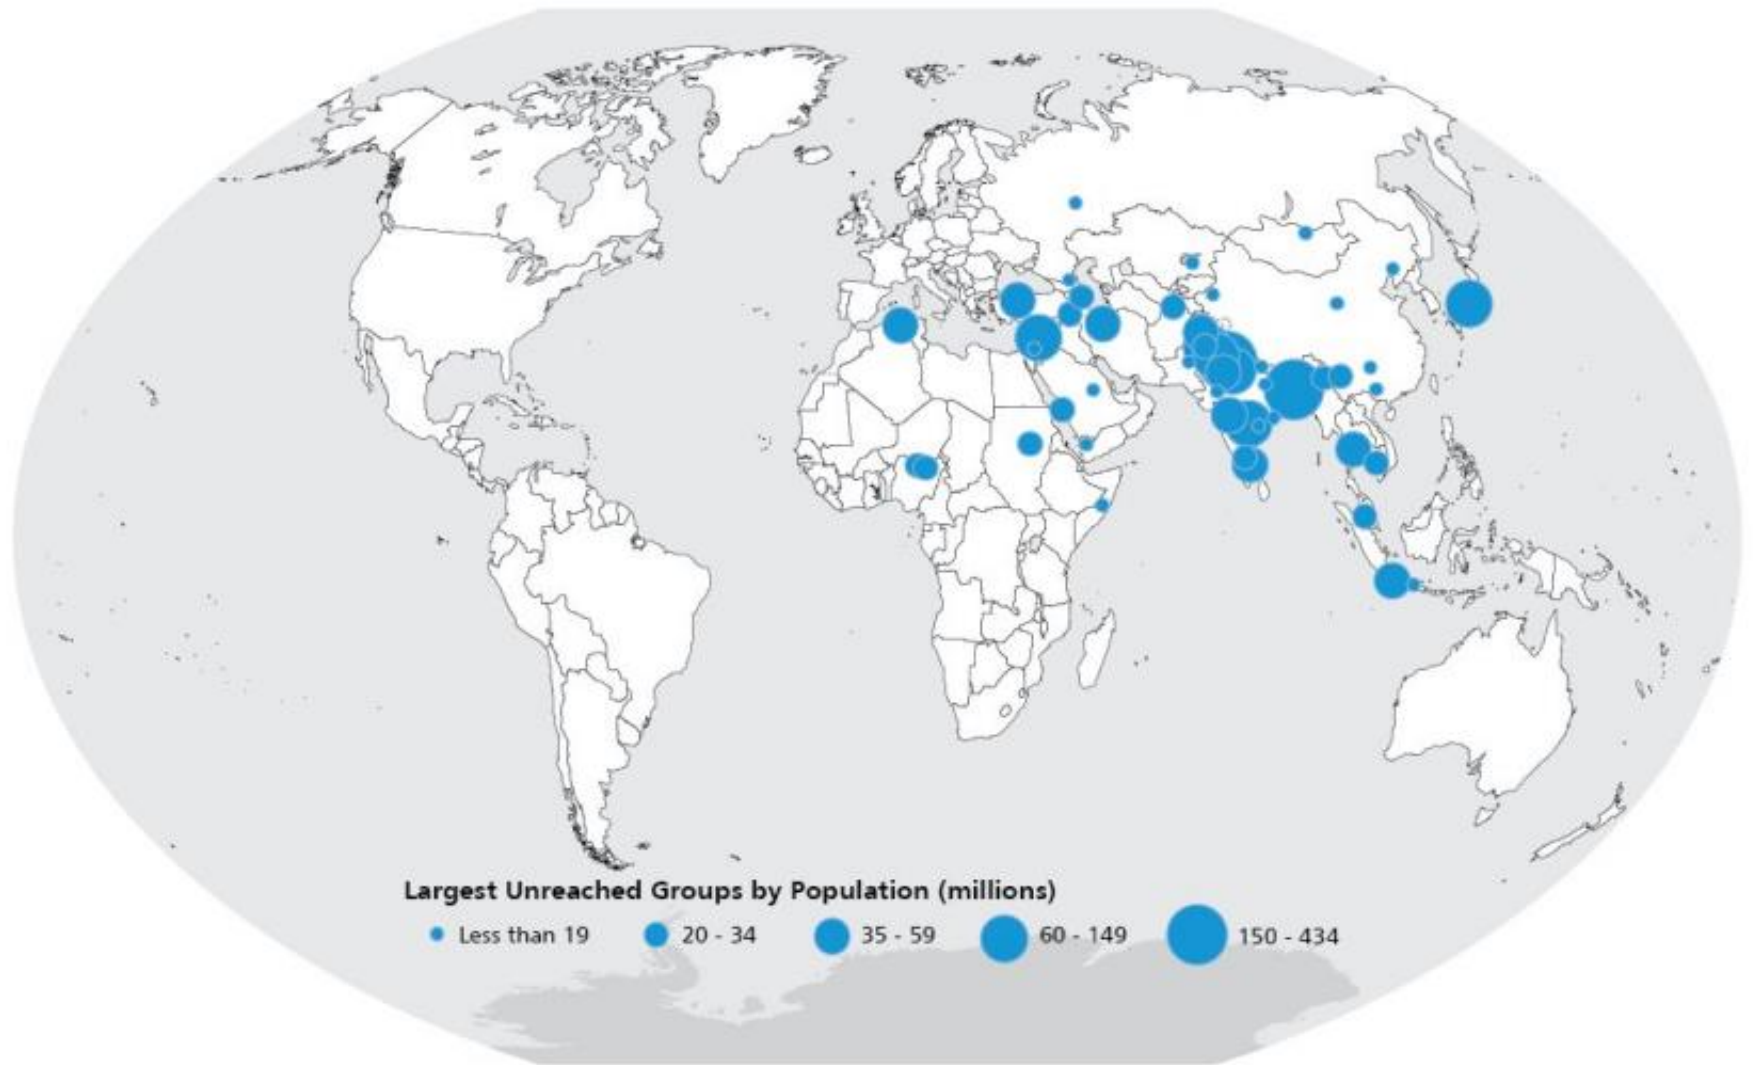 Largest Unreached Groups by Population (millions)
Less than 19 20 - 34 35 - 59 60 - 149 150 - 434